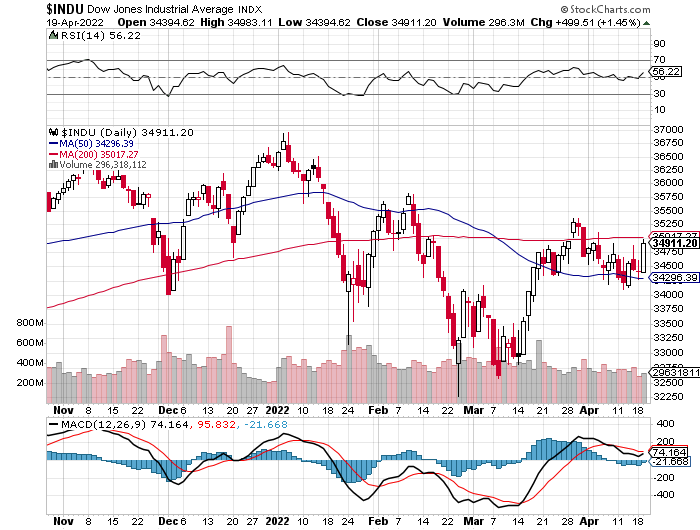 $INDU Dow Jones Industrial Average INDX © StockCharts.com
19-Apr-2022 Open 34394.62 High 34983.11 Low 34394.62 Close 34911.20 Volume 296.3M Chg +499.51 (+1.45%)
RSI(14) 56.22
90
70
56.22
50
30
10
$INDU (Daily) 34911.20
MA(50) 34296.39
MA(200) 35017.27
Volume 296,318,112
37000
36750
36500
36250
36000
35750
35500
35250
35017.27
34911.20
34750
34500
34296.39
34000
33750
33500
33250
33000
32750
296318112
32250
800M
600M
400M
200M
Nov 8 15 22 Dec 6 13 20 27 2022 10 18 24 Feb 7 14 22 Mar 7 14 21 28 Apr 11 18
MACD(12,26,9) 74.164, 95.832, -21.668
400
200
74.164
-21.668
-200
-400
Nov 8 15 22 Dec 6 13 20 27 2022 10 18 24 Feb 7 14 22 Mar 7 14 21 28 Apr 11 18